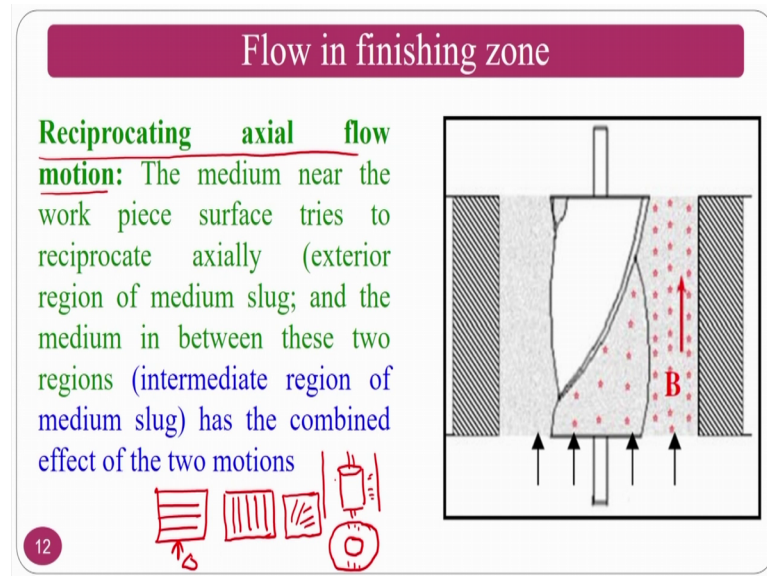 Flow in finishing zone
Reciprocating axial flow
motion: The medium near the
work piece surface tries to
reciprocate axially (exterior
region of medium slug; and the
medium in between these two
regions (intermediate region of
medium slug) has the combined
effect of the two motions
B
12